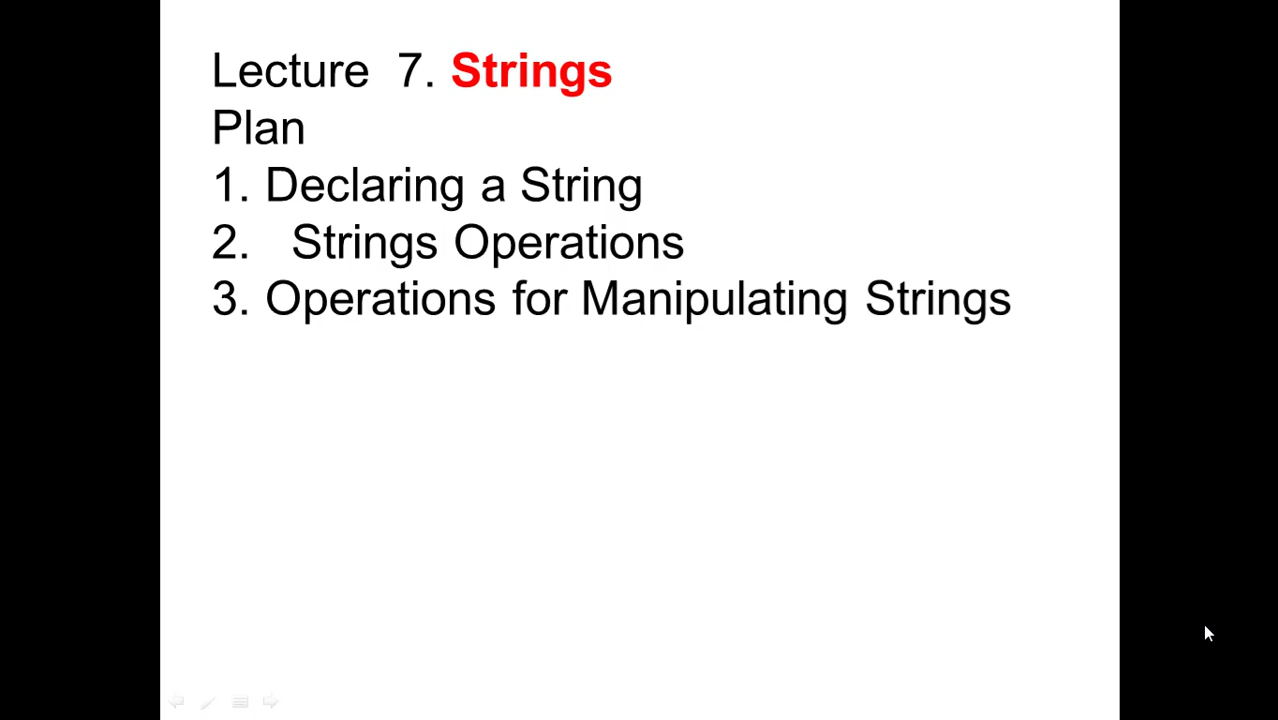 Lecture 7. Strings
Plan
1. Declaring a String
2. Strings Operations
3. Operations for Manipulating Strings